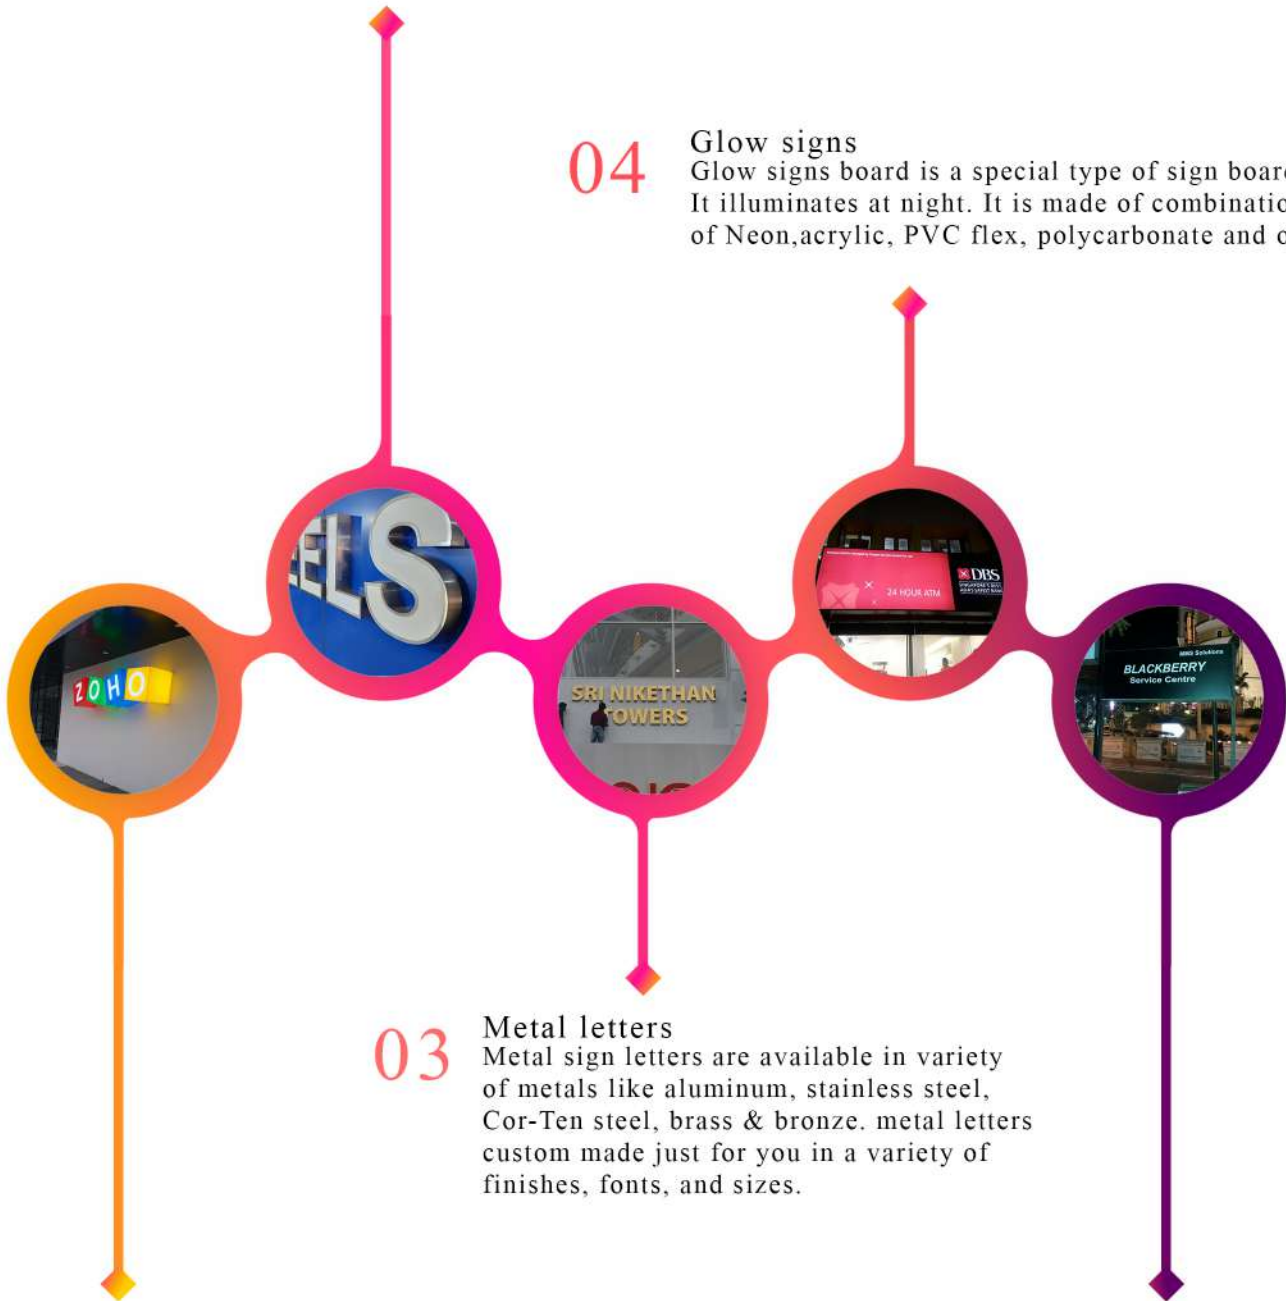 04
Glow signs
Glow signs board is a special type of sign board
It illuminates at night. It is made of combinatio
of Neon,acrylic, PVC flex, polycarbonate and o
ELS
24 HOUR ATM
DBS
ZOHO
SRI NIKETHAN
TOWERS
BLACKBERRY
Service Centre
03
Metal letters
Metal sign letters are available in variety
of metals like aluminum, stainless steel,
Cor-Ten steel, brass & bronze. metal letters
custom made just for you in a variety of
finishes, fonts, and sizes.